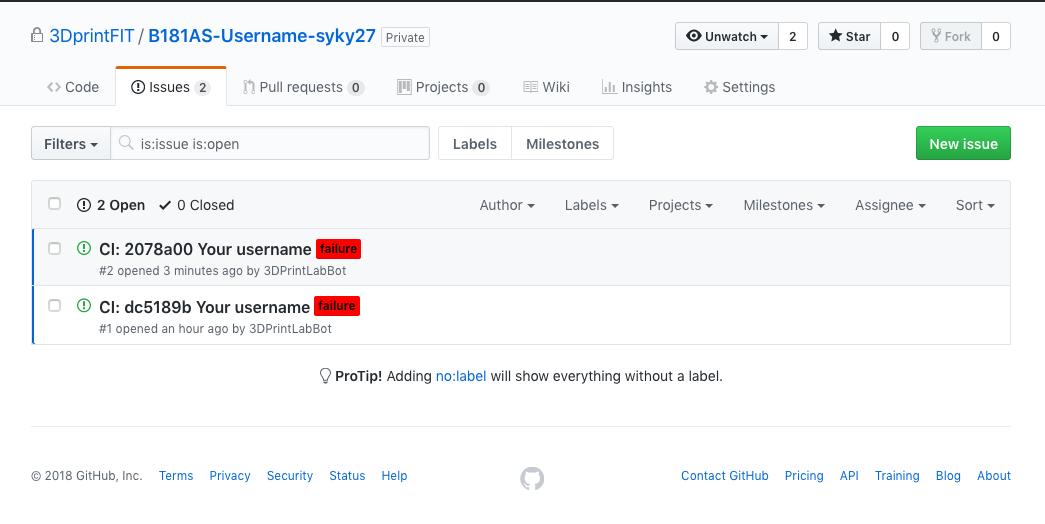 3DprintFIT / B181AS-Username-syky27 Private Unwatch 2 Star 0 Fork 0
Code Issues 2 Pull requests 0 Projects 0 Wiki Insights Settings
Filters is:issue is:open Labels Milestones New issue
2 Open 0 Closed Author Labels Projects Milestones Assignee Sort
CI: 2078a00 Your username failure
#2 opened 3 minutes ago by 3DPrintLabBot
CI: dc5189b Your username failure
#1 opened an hour ago by 3DPrintLabBot
ProTip! Adding no:label will show everything without a label.
© 2018 GitHub, Inc. Terms Privacy Security Status Help Contact GitHub Pricing API Training Blog About